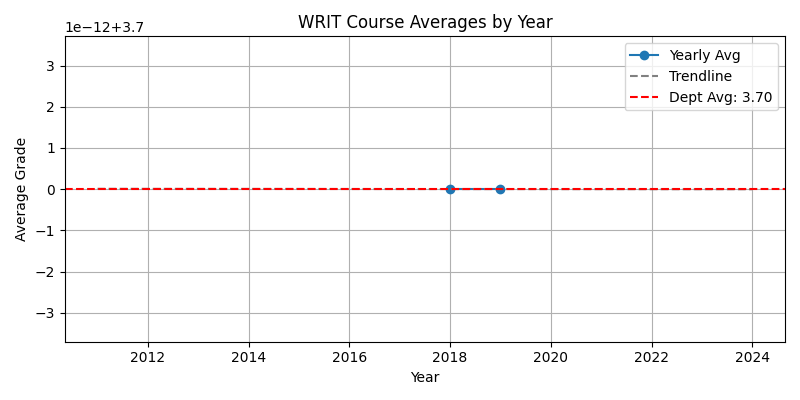 WRIT Course Averages by Year
1e−12+3.7
3
2
1
0
−1
−2
−3
Average Grade
2012
2014
2016
2018
2020
2022
2024
Year
Yearly Avg
Trendline
Dept Avg: 3.70